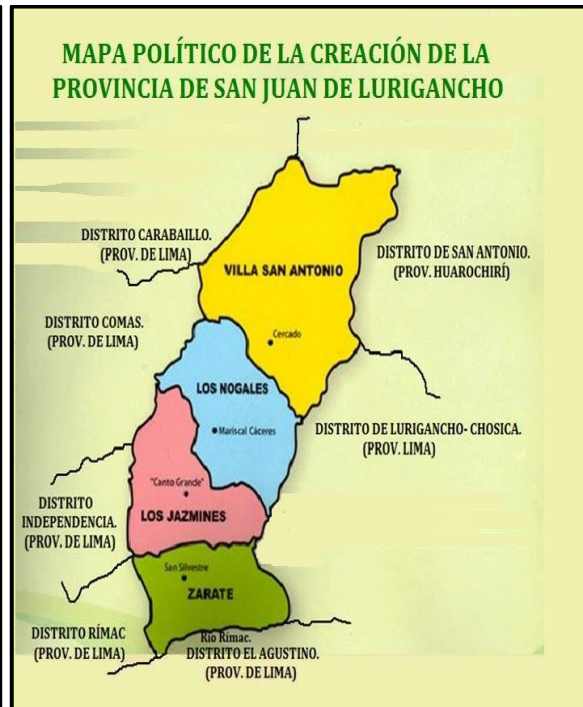 MAPA POLÍTICO DE LA CREACIÓN DE LA
PROVINCIA DE SAN JUAN DE LURIGANCHO
DISTRITO CARABAILLO.
(PROV. DE LIMA)
VILLA SAN ANTONIO
DISTRITO DE SAN ANTONIO.
(PROV. HUAROCHIRÍ)
DISTRITO COMAS.
(PROV. DE LIMA)
Cercado
LOS NOGALES
Mariscal Cáceres
DISTRITO DE LURIGANCHO- CHOSICA.
(PROV. LIMA)
"Canto Grande"
LOS JAZMINES
DISTRITO
INDEPENDENCIA.
(PROV. DE LIMA)
San Silvestre
ZARATE
DISTRITO RÍMAC
(PROV. DE LIMA)
Río Rímac.
DISTRITO EL AGUSTINO.
(PROV. DE LIMA)